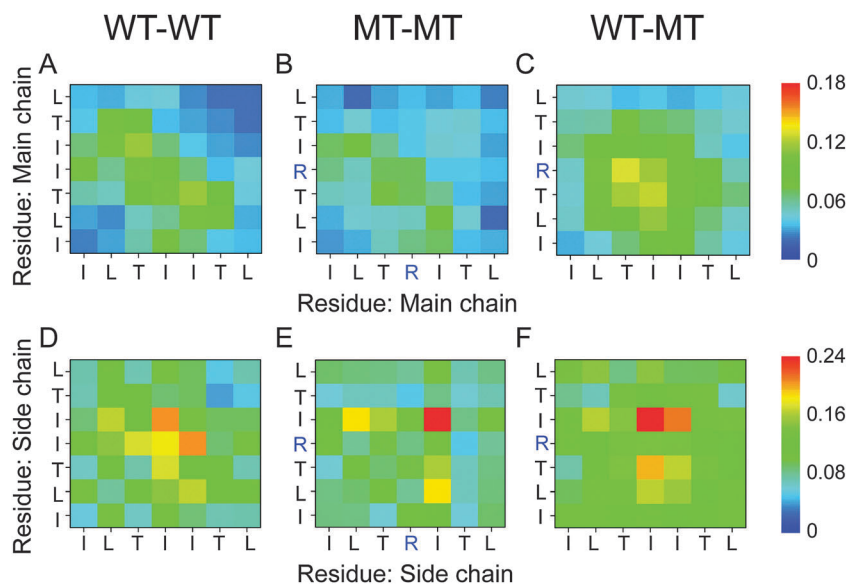 WT-WT MT-MT WT-MT
A B C
Residue: Main chain
L
T
I
I
T
L
I
I L T I I T L
L
T
I
R
T
L
I
I L T R I T L
L
T
I
R
T
L
I
I L T I I T L
0.18
0.12
0.06
0
Residue: Main chain
D E F
Residue: Side chain
L
T
I
I
T
L
I
I L T I I T L
L
T
I
R
T
L
I
I L T R I T L
L
T
I
R
T
L
I
I L T I I T L
0.24
0.16
0.08
0
Residue: Side chain